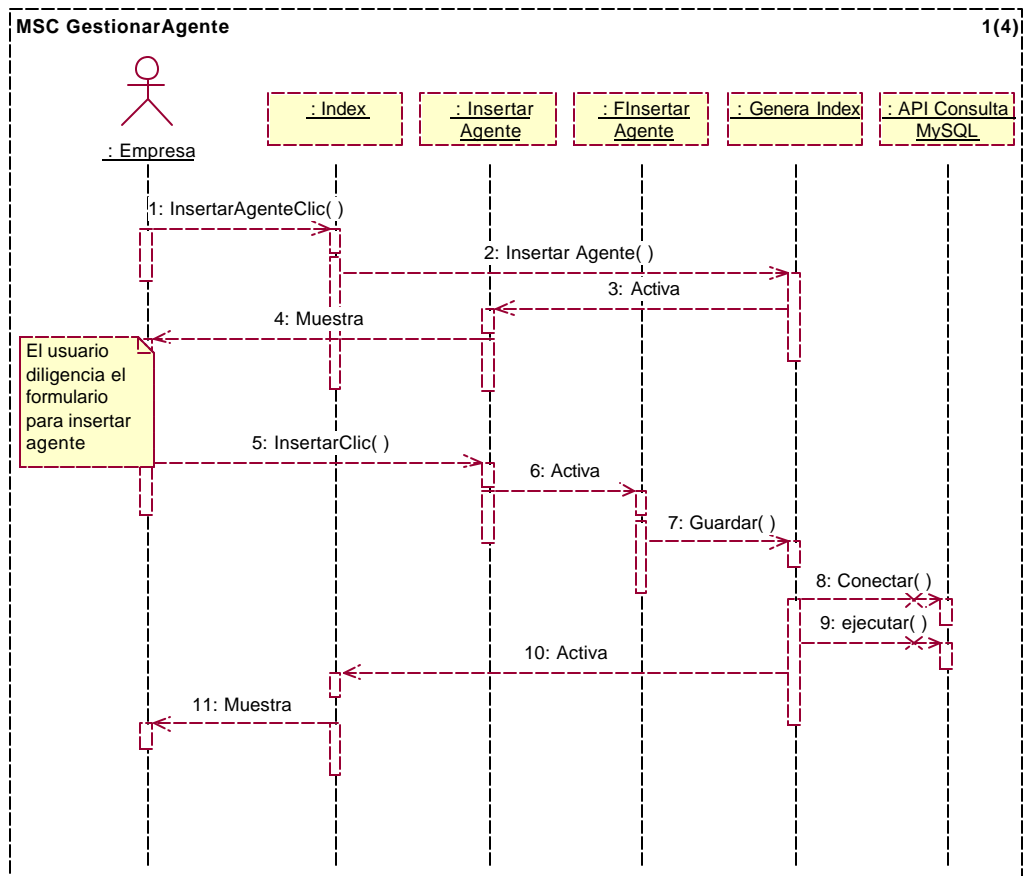 MSC GestionarAgente
1(4)
: Empresa
: Index
: Insertar
Agente
: FInsertar
Agente
: Genera Index
: API Consulta
MySQL
1: InsertarAgenteClic( )
2: Insertar Agente( )
3: Activa
4: Muestra
El usuario
diligencia el
formulario
para insertar
agente
5: InsertarClic( )
6: Activa
7: Guardar( )
8: Conectar( )
9: ejecutar( )
10: Activa
11: Muestra